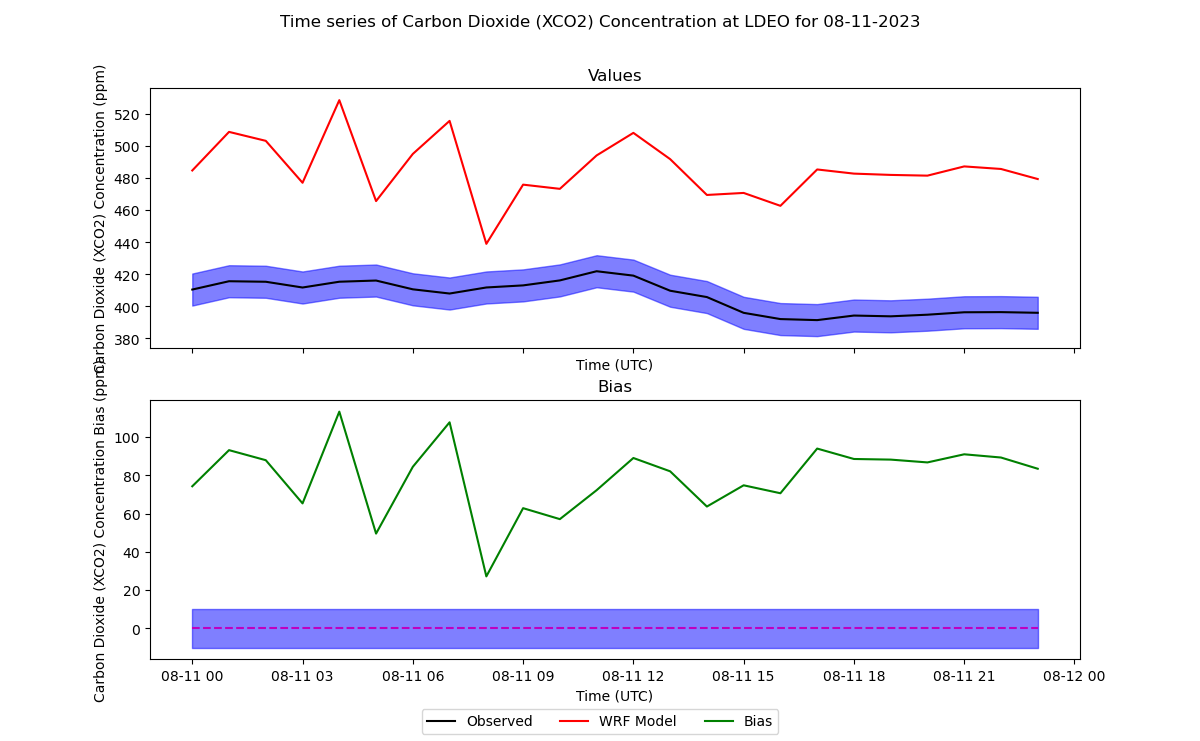 Time series of Carbon Dioxide (XCO2) Concentration at LDEO for 08-11-2023
Values
Carbon Dioxide (XCO2) Concentration (ppm)
520
500
480
460
440
420
400
380
Time (UTC)
Bias
Carbon Dioxide (XCO2) Concentration Bias (ppm)
100
80
60
40
20
0
08-11 00 08-11 03 08-11 06 08-11 09 08-11 12 08-11 15 08-11 18 08-11 21 08-12 00
Time (UTC)
Observed WRF Model Bias